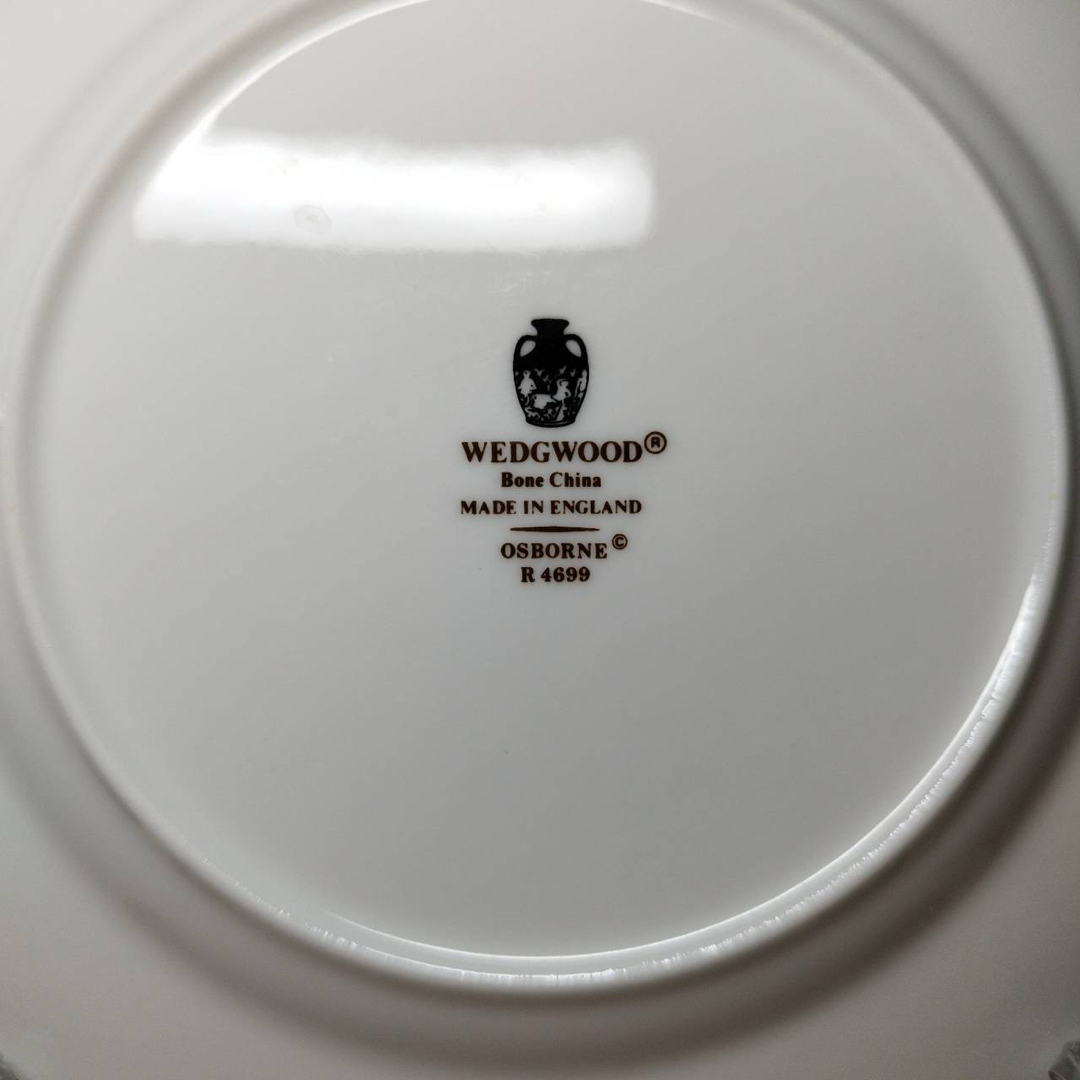 WEDGWOOD®
Bone China
MADE IN ENGLAND
OSBORNE©
R 4699